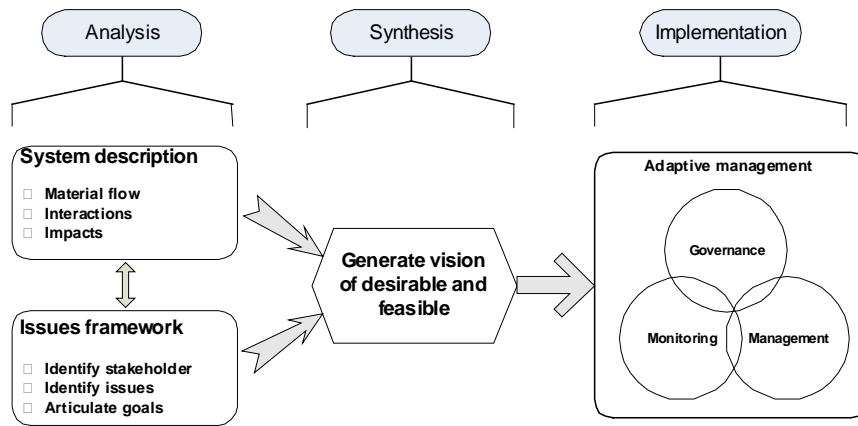 Analysis
Synthesis
Implementation
System description
Material flow
Interactions
Impacts
Issues framework
Identify stakeholder
Identify issues
Articulate goals
Generate vision
of desirable and
feasible
Adaptive management
Governance
Monitoring
Management